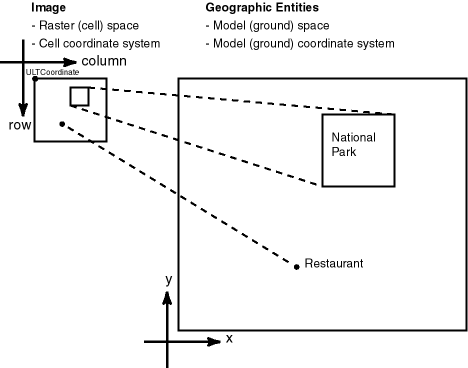 Image
- Raster (cell) space
- Cell coordinate system
Geographic Entities
- Model (ground) space
- Model (ground) coordinate system
column
ULTCoordinate
row
National
Park
Restaurant
y
x